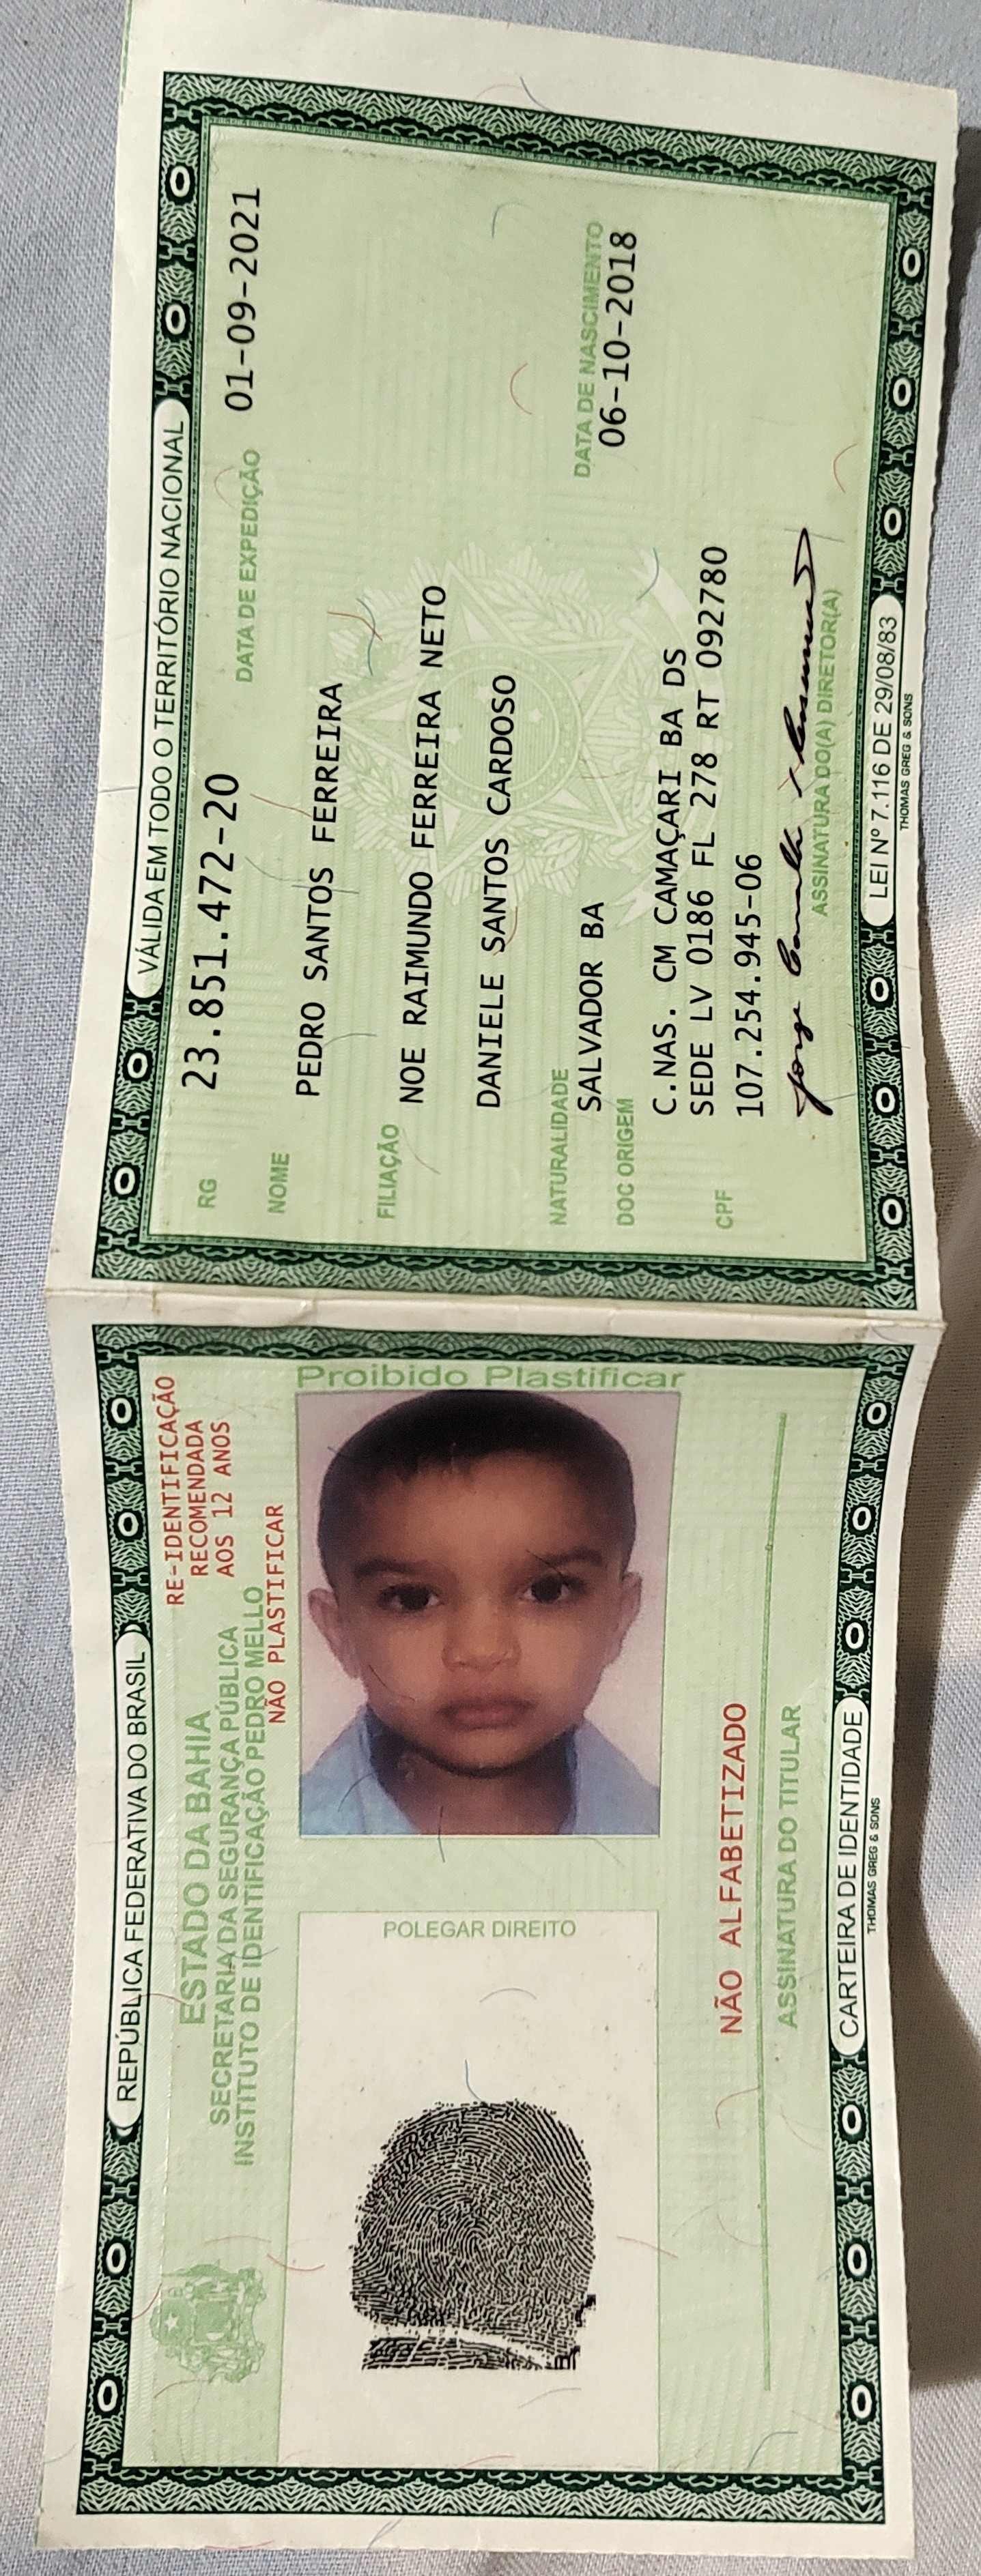 VÁLIDA EM TODO O TERRITÓRIO NACIONAL
RG 23.851.472-20 DATA DE EXPEDIÇÃO 01-09-2021
NOME
PEDRO SANTOS FERREIRA
FILIAÇÃO
NOE RAIMUNDO FERREIRA NETO
DANIELE SANTOS CARDOSO
NATURALIDADE DATA DE NASCIMENTO
SALVADOR BA 06-10-2018
DOC ORIGEM
C.NAS. CM CAMAÇARI BA DS
SEDE LV 0186 FL 278 RT 092780
CPF 107.254.945-06
ASSINATURA DO(A) DIRETOR(A)
LEI Nº 7.116 DE 29/08/83
THOMAS GREG & SONS
REPÚBLICA FEDERATIVA DO BRASIL
ESTADO DA BAHIA
SECRETARIA DA SEGURANÇA PÚBLICA
INSTITUTO DE IDENTIFICAÇÃO PEDRO MELLO
RE-IDENTIFICAÇÃO
RECOMENDADA
AOS 12 ANOS
NÃO PLASTIFICAR
Proibido Plastificar
POLEGAR DIREITO
NÃO ALFABETIZADO
ASSINATURA DO TITULAR
CARTEIRA DE IDENTIDADE
THOMAS GREG & SONS